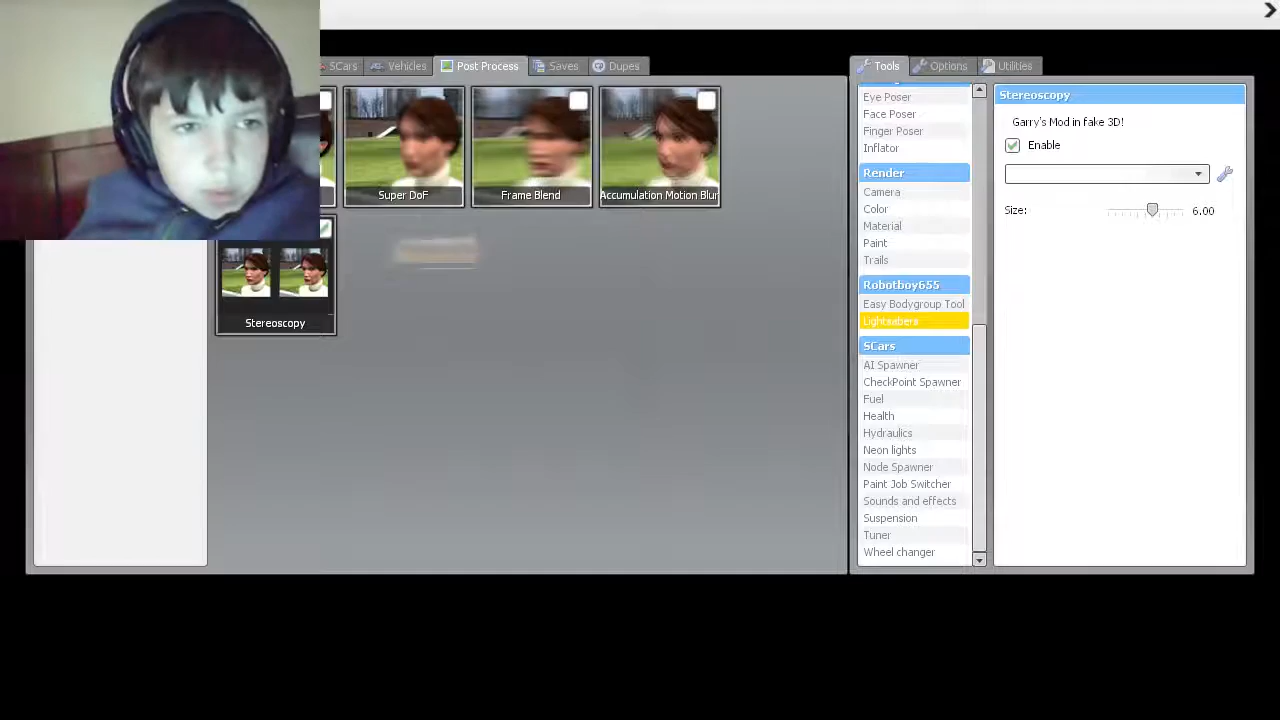 SCars
Vehicles
Post Process
Saves
Dupes
Tools
Options
Utilities
Super DoF
Frame Blend
Accumulation Motion Blur
Stereoscopy
Eye Poser
Face Poser
Finger Poser
Inflator
Render
Camera
Color
Material
Paint
Trails
Robotboy655
Easy Bodygroup Tool
Lightsabers
SCars
AI Spawner
CheckPoint Spawner
Fuel
Health
Hydraulics
Neon lights
Node Spawner
Paint Job Switcher
Sounds and effects
Suspension
Tuner
Wheel changer
Stereoscopy
Garry's Mod in fake 3D!
Enable
Size: 6.00